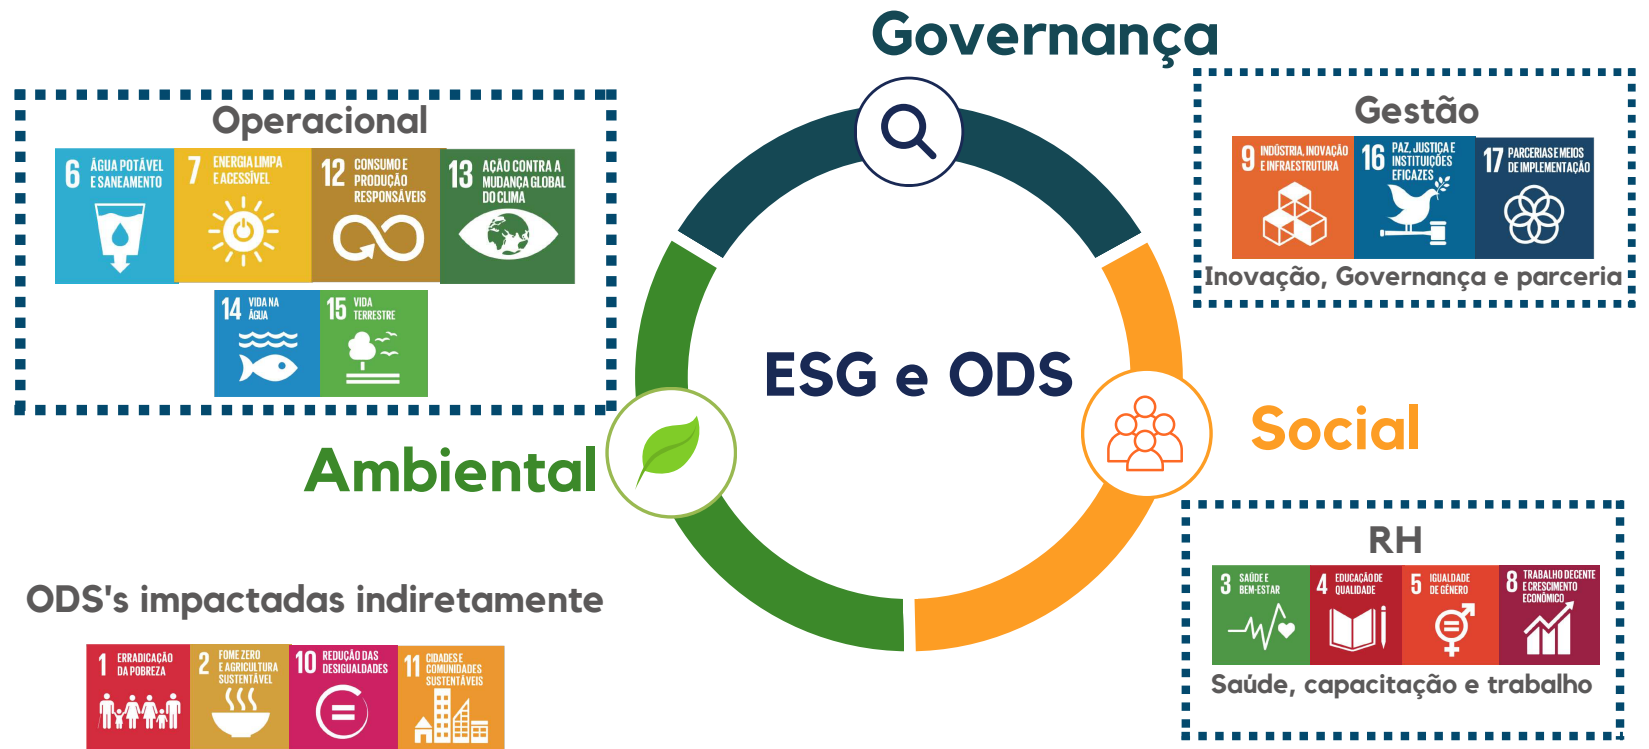 Governança
Operacional
6 ÁGUA POTÁVEL
E SANEAMENTO
7 ENERGIA LIMPA
E ACESSÍVEL
12 CONSUMO E
PRODUÇÃO
RESPONSÁVEIS
13 AÇÃO CONTRA A
MUDANÇA GLOBAL
DO CLIMA
14 VIDA NA
ÁGUA
15 VIDA
TERRESTRE
Gestão
9 INDÚSTRIA, INOVAÇÃO
E INFRAESTRUTURA
16 PAZ, JUSTIÇA E
INSTITUIÇÕES
EFICAZES
17 PARCERIAS E MEIOS
DE IMPLEMENTAÇÃO
Inovação, Governança e parceria
ESG e ODS
Ambiental
Social
RH
3 SAÚDE E
BEM-ESTAR
4 EDUCAÇÃO DE
QUALIDADE
5 IGUALDADE
DE GÊNERO
8 TRABALHO DECENTE
E CRESCIMENTO
ECONÔMICO
Saúde, capacitação e trabalho
ODS's impactadas indiretamente
1 ERRADICAÇÃO
DA POBREZA
2 FOME ZERO
E AGRICULTURA
SUSTENTÁVEL
10 REDUÇÃO DAS
DESIGUALDADES
11 CIDADES E
COMUNIDADES
SUSTENTÁVEIS